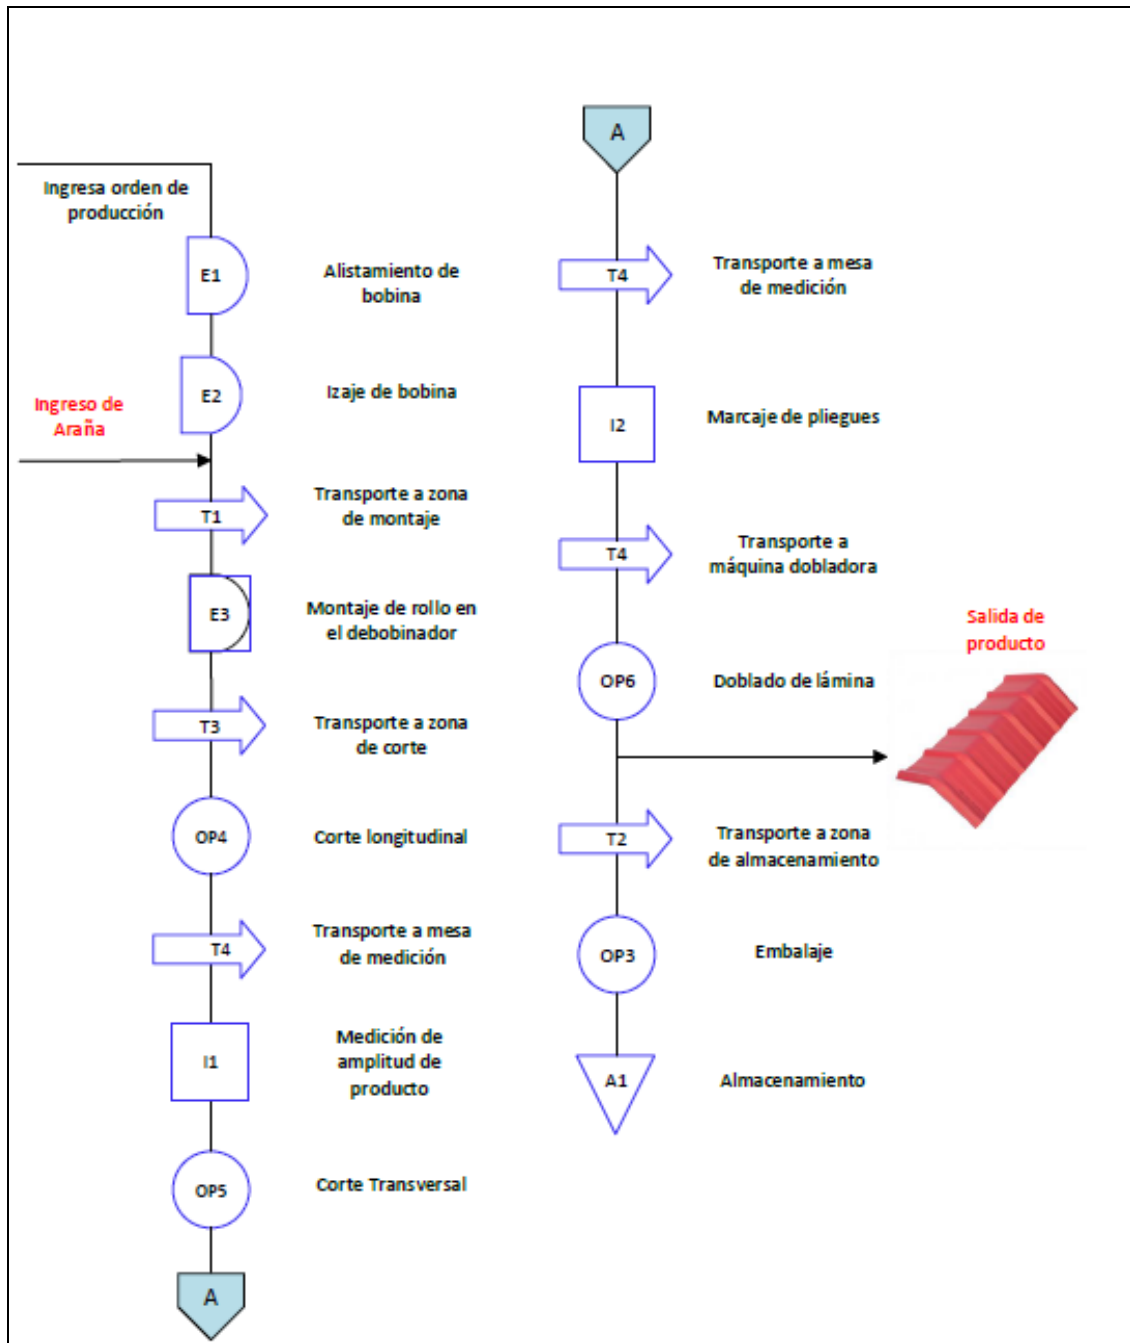 Ingresa orden de
producción
E1
Alistamiento de
bobina
E2
Izaje de bobina
Ingreso de
Araña
T1
Transporte a zona
de montaje
E3
Montaje de rollo en
el debobinador
T3
Transporte a zona
de corte
OP4
Corte longitudinal
T4
Transporte a mesa
de medición
I1
Medición de
amplitud de
producto
OP5
Corte Transversal
A
A
T4
Transporte a mesa
de medición
I2
Marcaje de pliegues
T4
Transporte a
máquina dobladora
OP6
Doblado de lámina
Salida de
producto
T2
Transporte a zona
de almacenamiento
OP3
Embalaje
A1
Almacenamiento